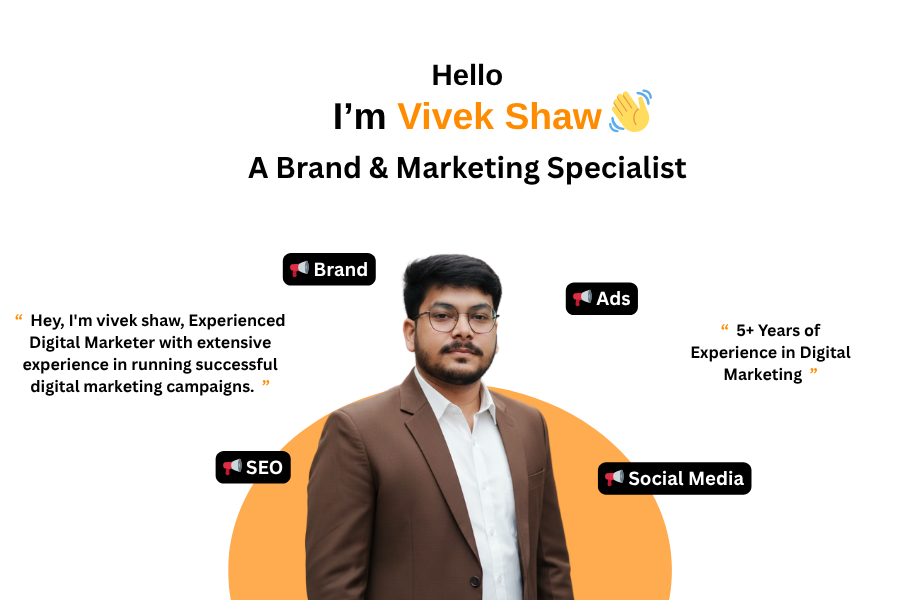 Hello
I’m Vivek Shaw👋
A Brand & Marketing Specialist
Brand
Ads
“ Hey, I'm vivek shaw, Experienced
Digital Marketer with extensive
experience in running successful
digital marketing campaigns. ”
“ 5+ Years of
Experience in Digital
Marketing ”
SEO
Social Media